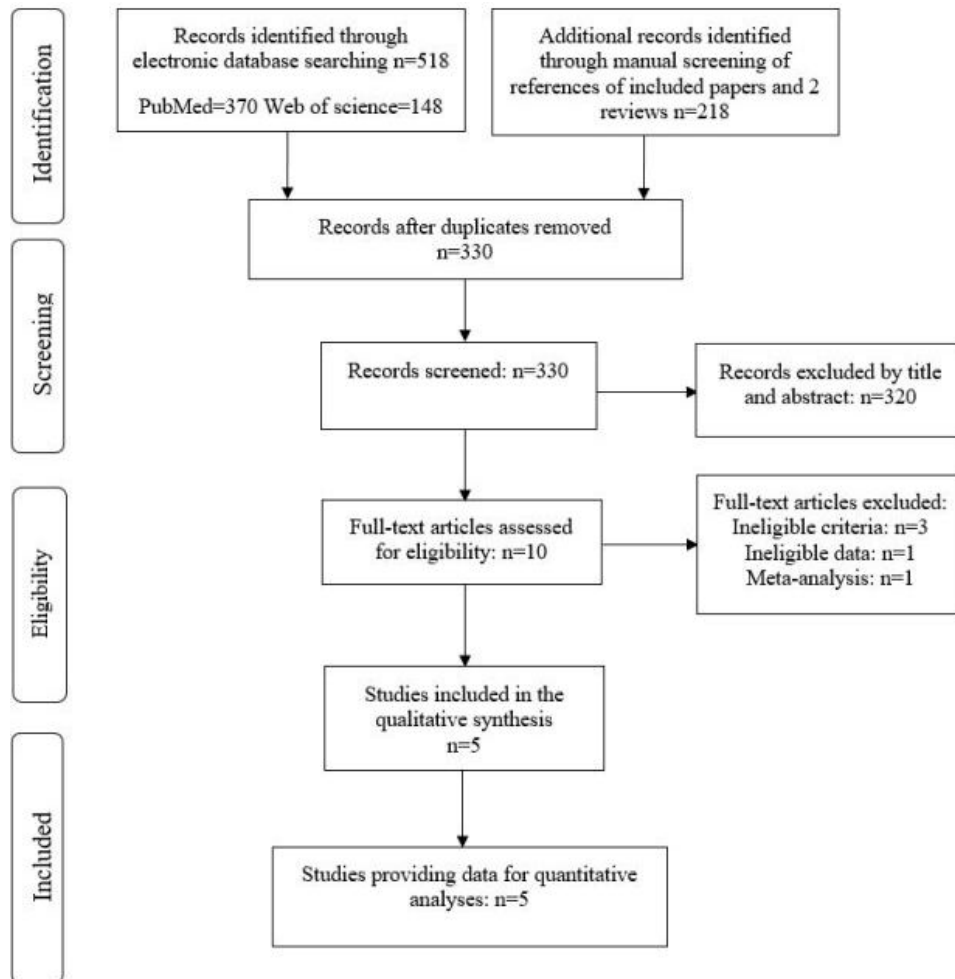 Identification
Records identified through
electronic database searching n=518
PubMed=370 Web of science=148
Additional records identified
through manual screening of
references of included papers and 2
reviews n=218
Records after duplicates removed
n=330
Screening
Records screened: n=330
Records excluded by title
and abstract: n=320
Eligibility
Full-text articles assessed
for eligibility: n=10
Full-text articles excluded:
Ineligible criteria: n=3
Ineligible data: n=1
Meta-analysis: n=1
Studies included in the
qualitative synthesis
n=5
Included
Studies providing data for quantitative
analyses: n=5